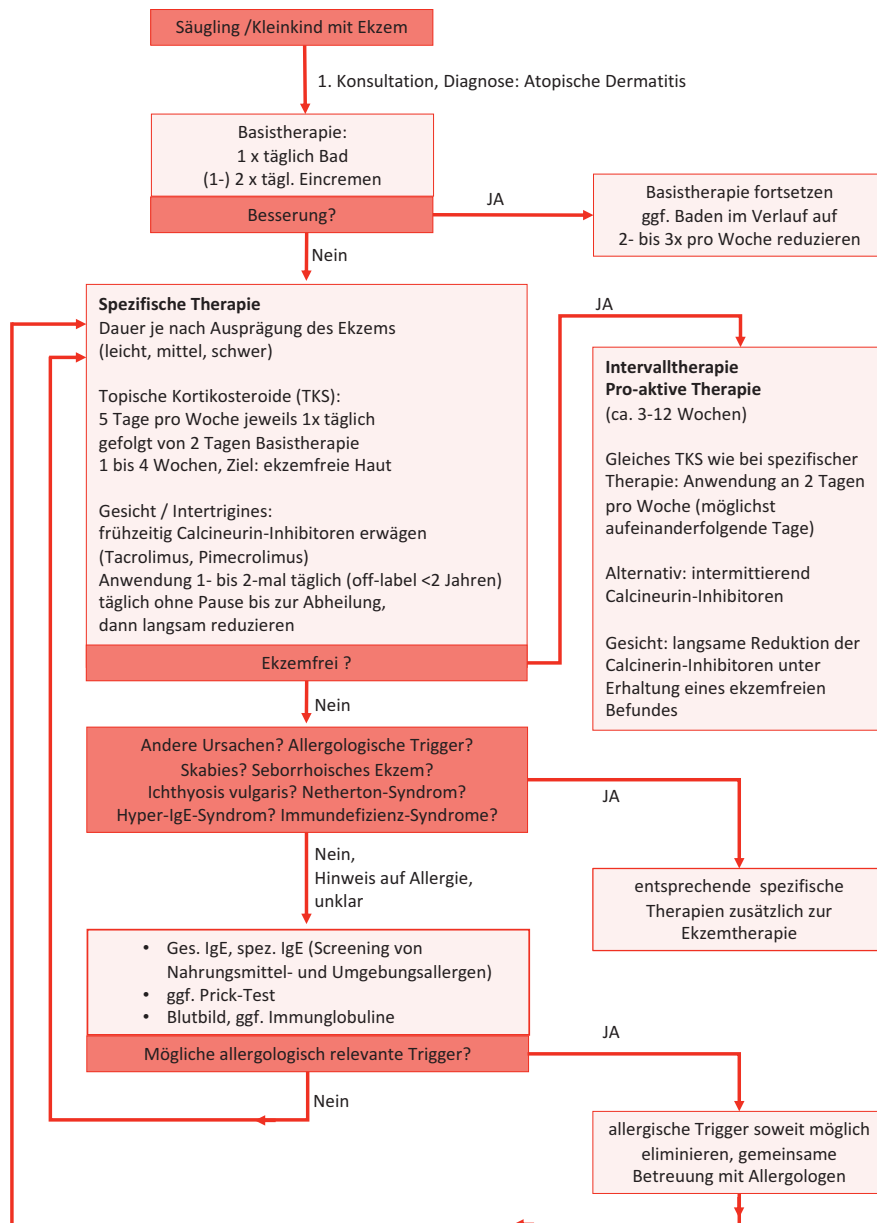 Säugling /Kleinkind mit Ekzem
1. Konsultation, Diagnose: Atopische Dermatitis
Basistherapie:
1 x täglich Bad
(1-) 2 x tägl. Eincremen
Besserung?
JA
Basistherapie fortsetzen
ggf. Baden im Verlauf auf
2- bis 3x pro Woche reduzieren
Nein
Spezifische Therapie
Dauer je nach Ausprägung des Ekzems
(leicht, mittel, schwer)
Topische Kortikosteroide (TKS):
5 Tage pro Woche jeweils 1x täglich
gefolgt von 2 Tagen Basistherapie
1 bis 4 Wochen, Ziel: ekzemfreie Haut
Gesicht / Intertrigines:
frühzeitig Calcineurin-Inhibitoren erwägen
(Tacrolimus, Pimecrolimus)
Anwendung 1- bis 2-mal täglich (off-label <2 Jahren)
täglich ohne Pause bis zur Abheilung,
dann langsam reduzieren
Ekzemfrei ?
JA
Intervalltherapie
Pro-aktive Therapie
(ca. 3-12 Wochen)
Gleiches TKS wie bei spezifischer
Therapie: Anwendung an 2 Tagen
pro Woche (möglichst
aufeinanderfolgende Tage)
Alternativ: intermittierend
Calcineurin-Inhibitoren
Gesicht: langsame Reduktion der
Calcinerin-Inhibitoren unter
Erhaltung eines ekzemfreien
Befundes
Nein
Andere Ursachen? Allergologische Trigger?
Skabies? Seborrhoisches Ekzem?
Ichthyosis vulgaris? Netherton-Syndrom?
Hyper-IgE-Syndrom? Immundefizienz-Syndrome?
JA
entsprechende spezifische
Therapien zusätzlich zur
Ekzemtherapie
Nein,
Hinweis auf Allergie,
unklar
• Ges. IgE, spez. IgE (Screening von
Nahrungsmittel- und Umgebungsallergen)
• ggf. Prick-Test
• Blutbild, ggf. Immunglobuline
Mögliche allergologisch relevante Trigger?
JA
Nein
allergische Trigger soweit möglich
eliminieren, gemeinsame
Betreuung mit Allergologen